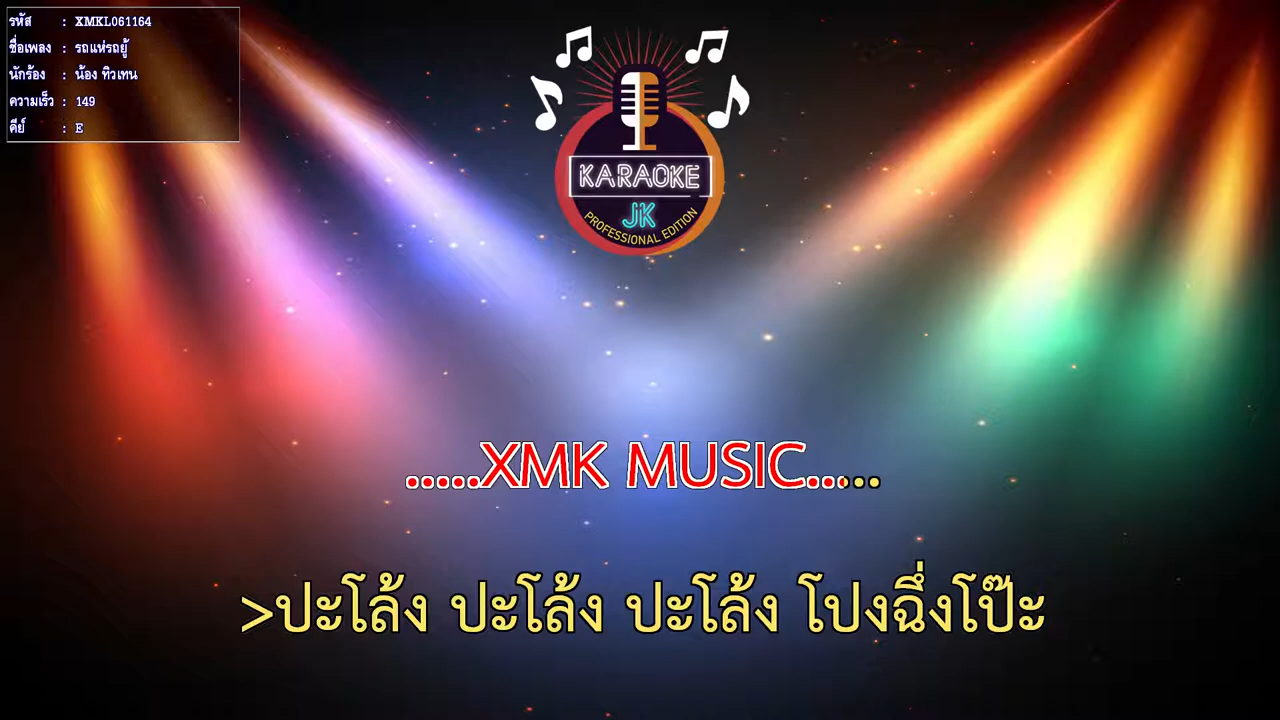 รหัส : XMKL061164
ชื่อเพลง : รถแห่รถยู้
นักร้อง : น้อง ทิวเทน
ความเร็ว : 149
คีย์ : E
KARAOKE
JK
PROFESSIONAL EDITION
.....XMK MUSIC.....
>ปะโล้ง ปะโล้ง ปะโล้ง โปงฉึ่งโป๊ะ